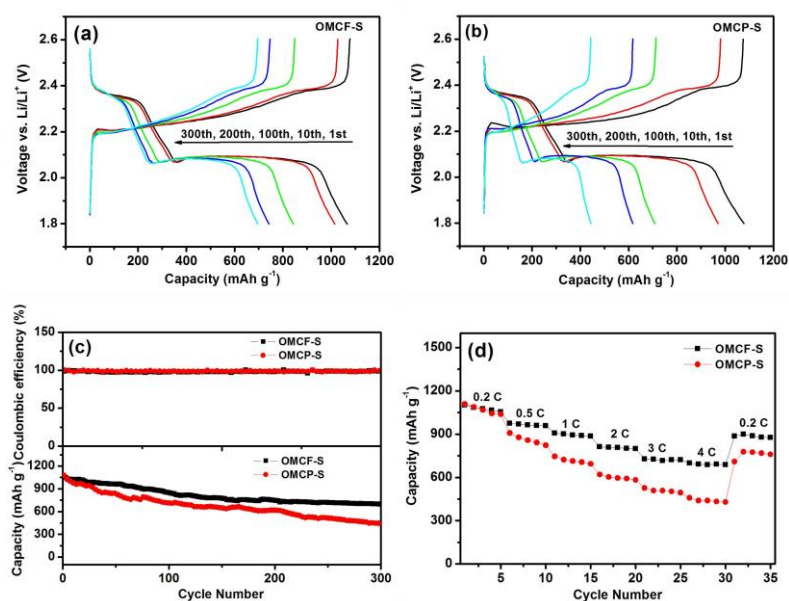 (a)
OMCF-S
2.6
2.4
2.2
2.0
1.8
Voltage vs. Li/Li⁺ (V)
300th, 200th, 100th, 10th, 1st
0 200 400 600 800 1000 1200
Capacity (mAh g⁻¹)
(b)
OMCP-S
2.6
2.4
2.2
2.0
1.8
Voltage vs. Li/Li⁺ (V)
300th, 200th, 100th, 10th, 1st
0 200 400 600 800 1000 1200
Capacity (mAh g⁻¹)
(c)
OMCF-S
OMCP-S
150
100
50
0
Coulombic efficiency (%)
OMCF-S
OMCP-S
1200
900
600
300
0
Capacity (mAh g⁻¹)
0 100 200 300
Cycle Number
(d)
OMCF-S
OMCP-S
1500
1200
900
600
300
0
Capacity (mAh g⁻¹)
0.2 C 0.5 C 1 C 2 C 3 C 4 C 0.2 C
5 10 15 20 25 30 35
Cycle Number